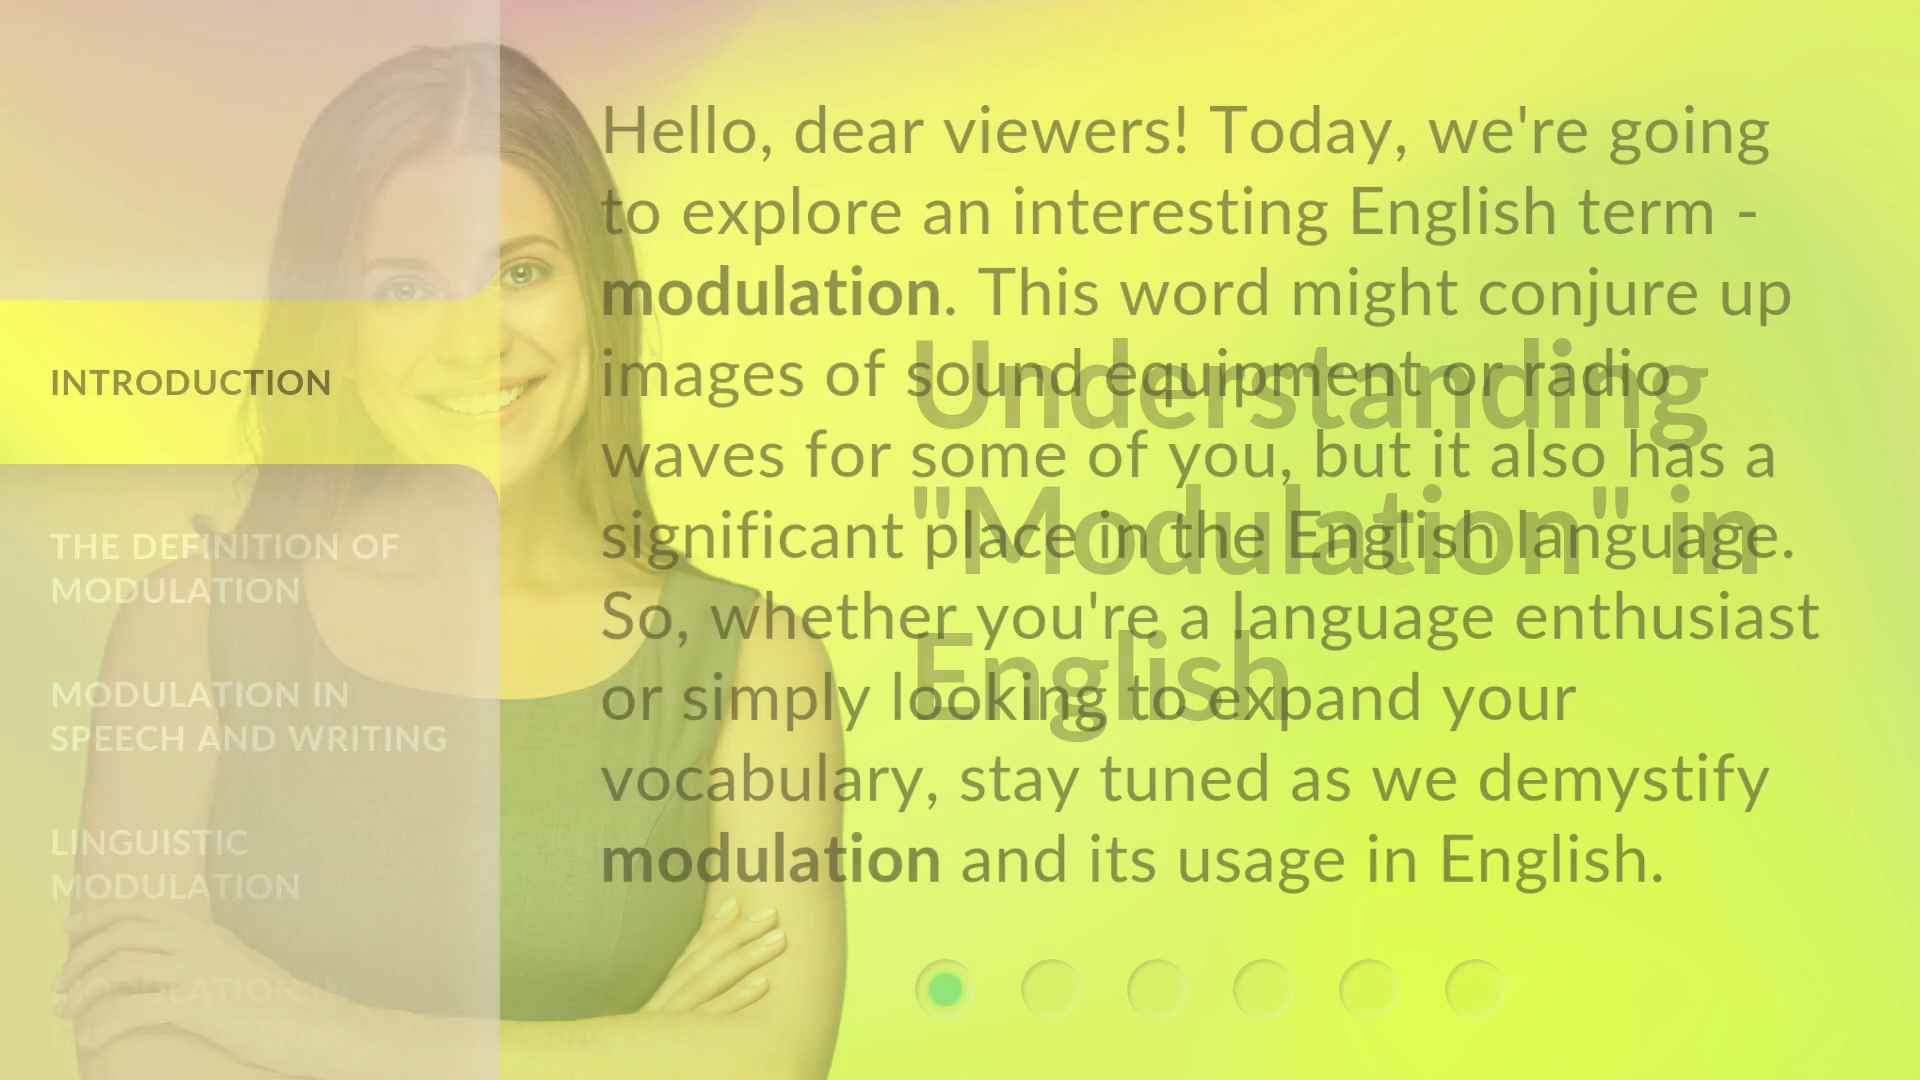 INTRODUCTION
THE DEFINITION OF
MODULATION
MODULATION IN
SPEECH AND WRITING
LINGUISTIC
MODULATION
MODULATION IN
Hello, dear viewers! Today, we're going
to explore an interesting English term -
modulation. This word might conjure up
images of sound equipment or radio
waves for some of you, but it also has a
significant place in the English language.
So, whether you're a language enthusiast
or simply looking to expand your
vocabulary, stay tuned as we demystify
modulation and its usage in English.
Understanding
"Modulation" in
English